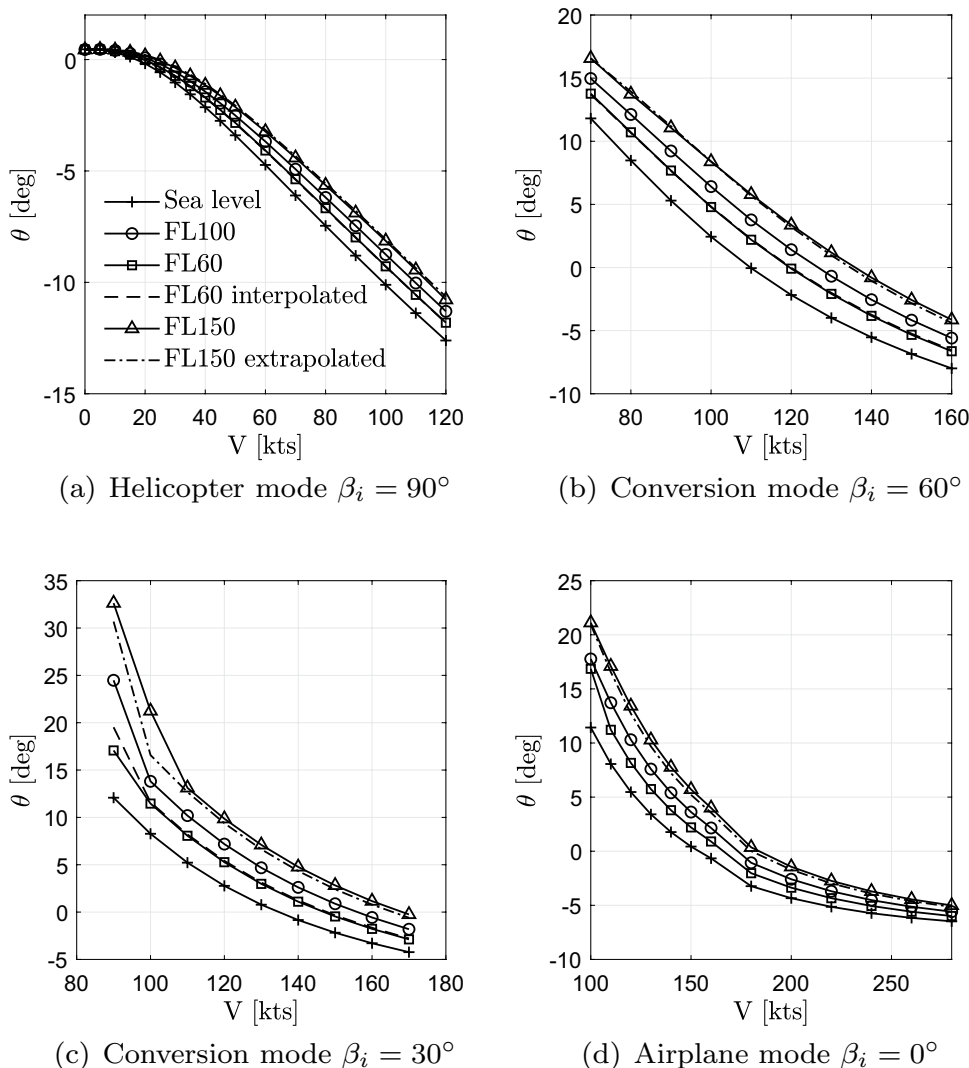 0
-5
-10
-15
θ [deg]
Sea level
FL100
FL60
FL60 interpolated
FL150
FL150 extrapolated
0 20 40 60 80 100 120
V [kts]
(a) Helicopter mode βᵢ = 90°
20
15
10
5
0
-5
-10
θ [deg]
80 100 120 140 160
V [kts]
(b) Conversion mode βᵢ = 60°
35
30
25
20
15
10
5
0
-5
θ [deg]
80 100 120 140 160 180
V [kts]
(c) Conversion mode βᵢ = 30°
25
20
15
10
5
0
-5
-10
θ [deg]
100 150 200 250
V [kts]
(d) Airplane mode βᵢ = 0°